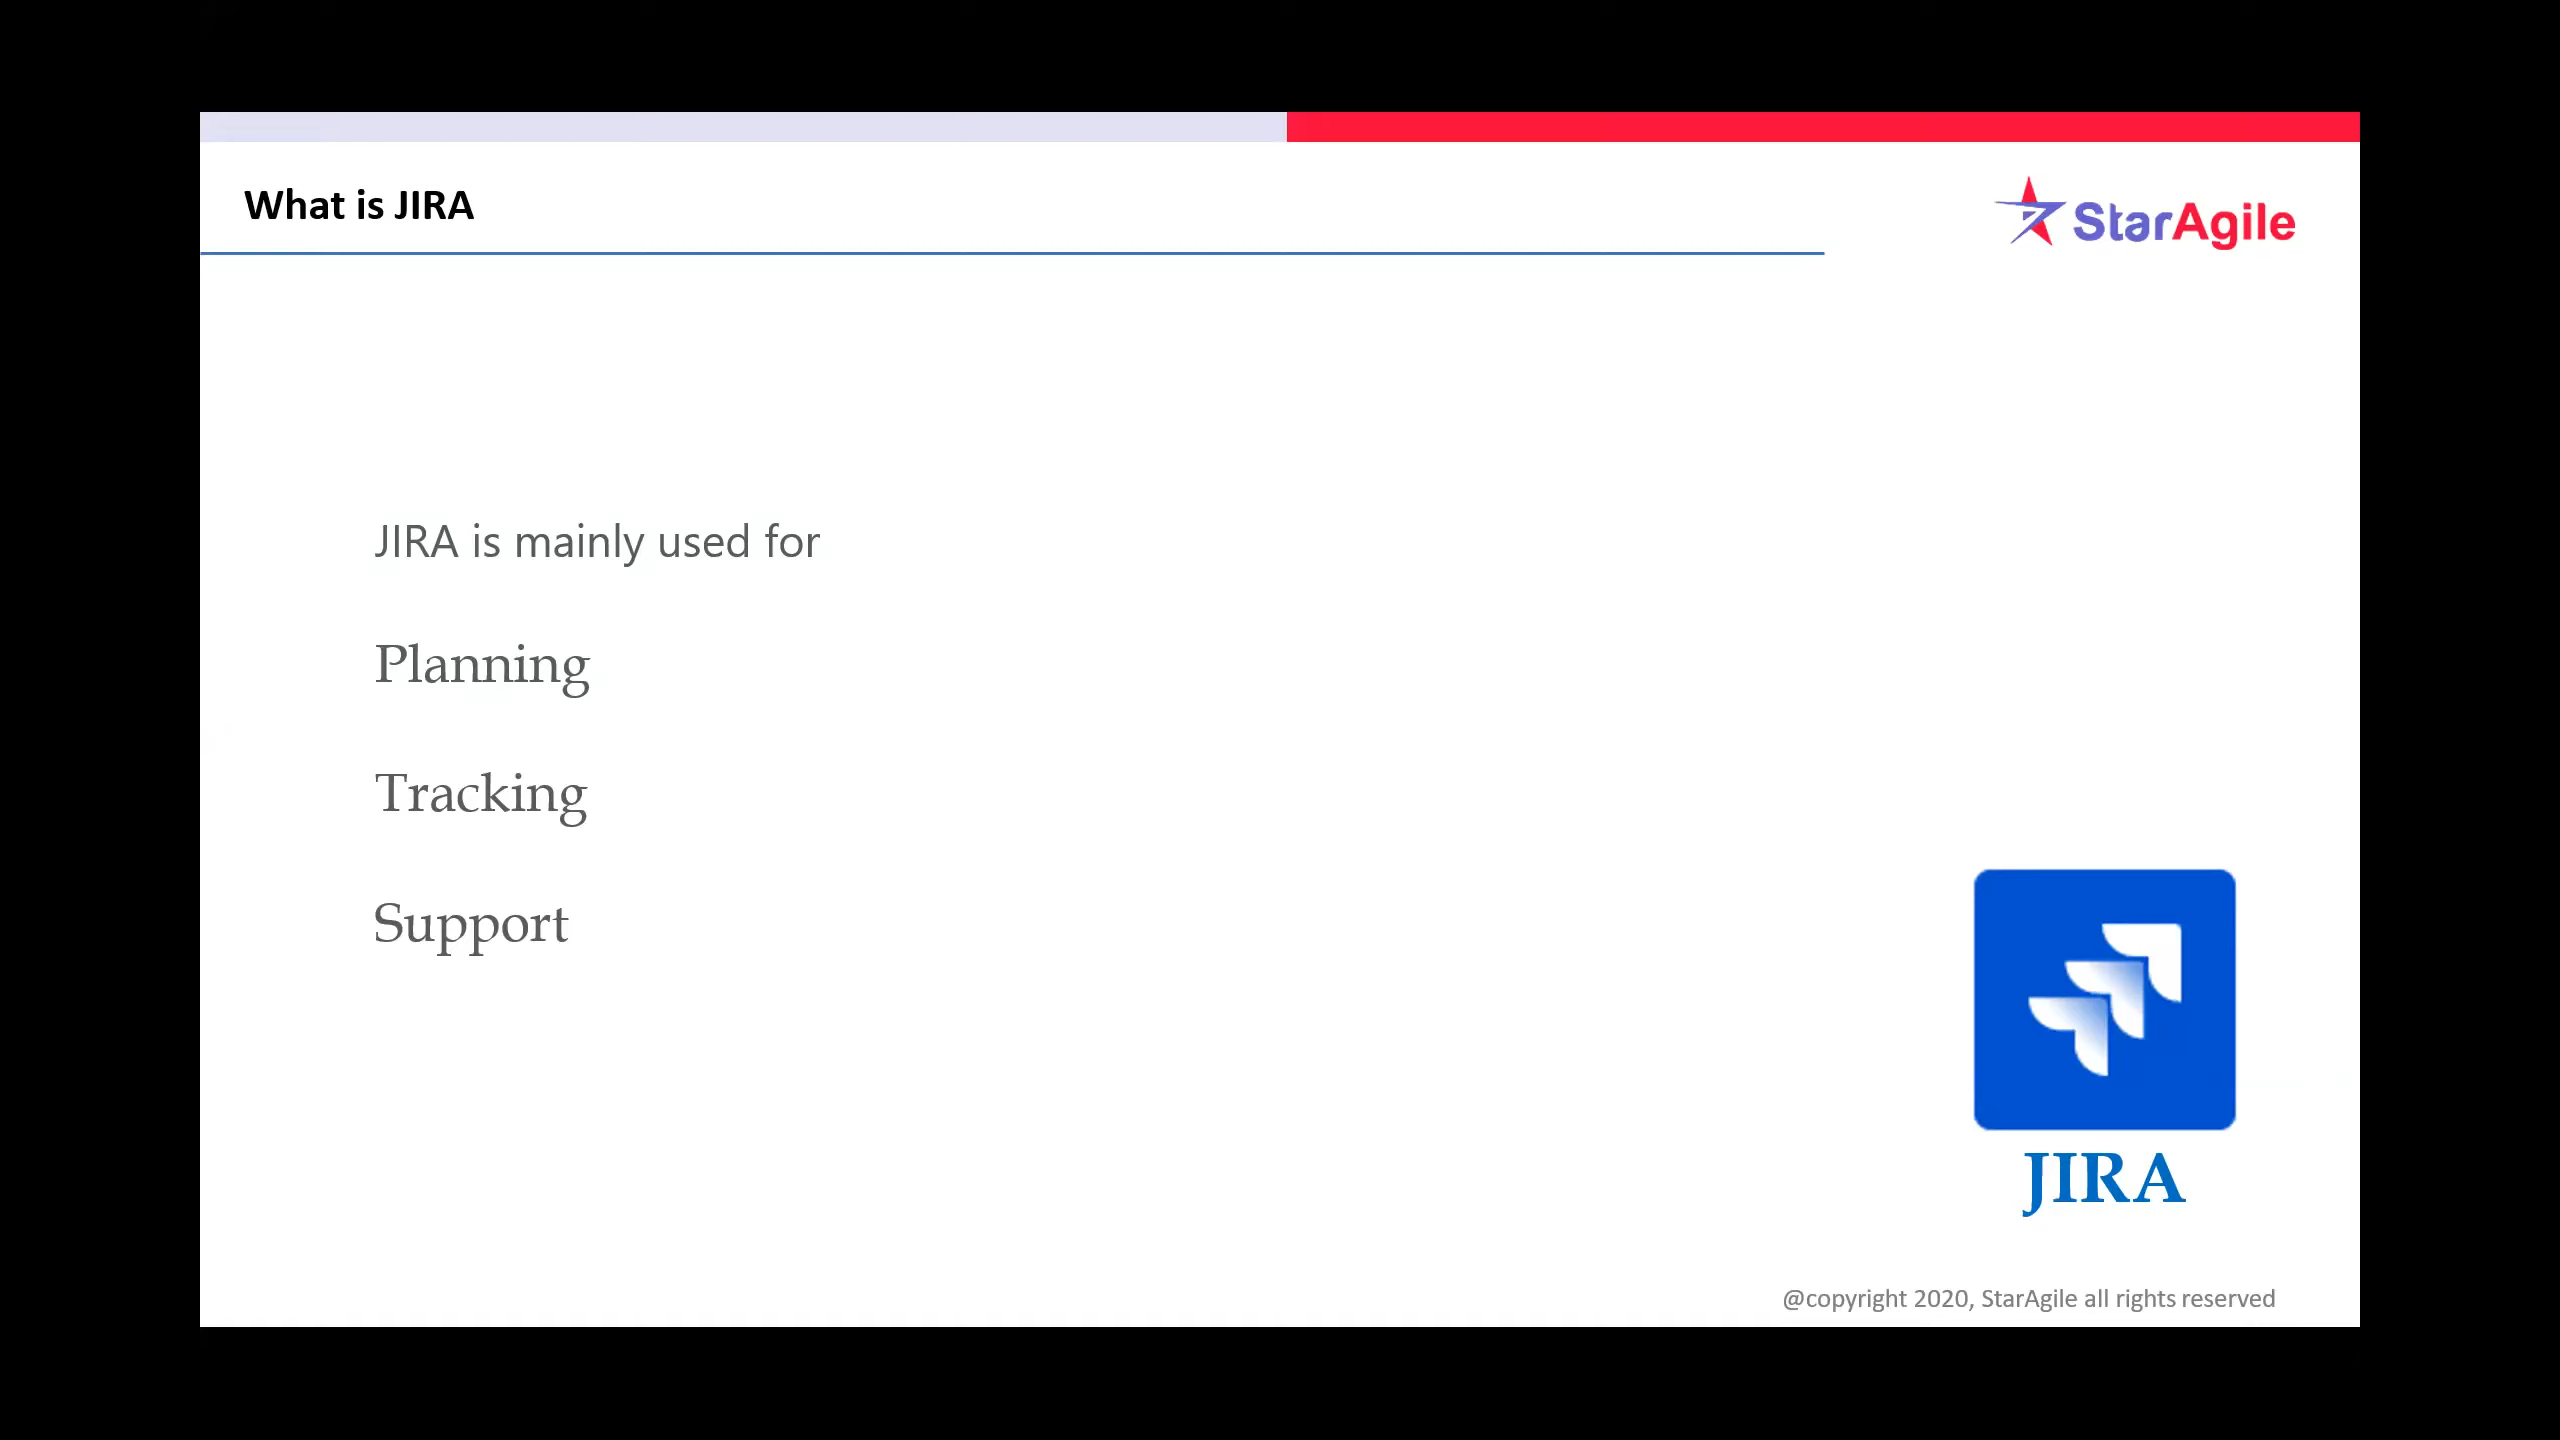 What is JIRA
StarAgile
JIRA is mainly used for
Planning
Tracking
Support
JIRA
@copyright 2020, StarAgile all rights reserved